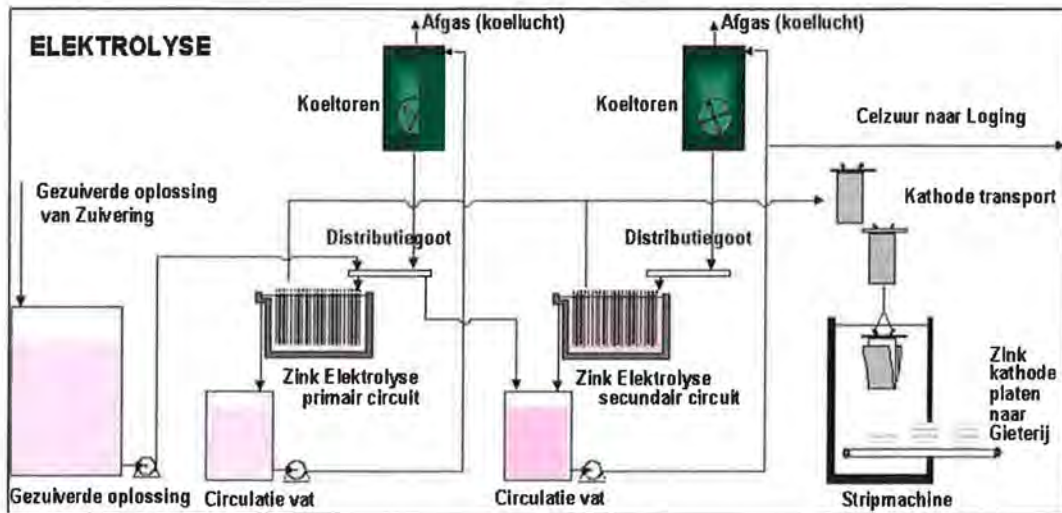 ELEKTROLYSE
Afgas (koellucht)
Afgas (koellucht)
Koeltoren
Koeltoren
Celzuur naar Loging
Gezuiverde oplossing
van Zuivering
Kathode transport
Distributiegoot
Distributiegoot
Zink Elektrolyse
primair circuit
Zink Elektrolyse
secundair circuit
Zink
kathode
platen
naar
Gieterij
Gezuiverde oplossing
Circulatie vat
Circulatie vat
Stripmachine